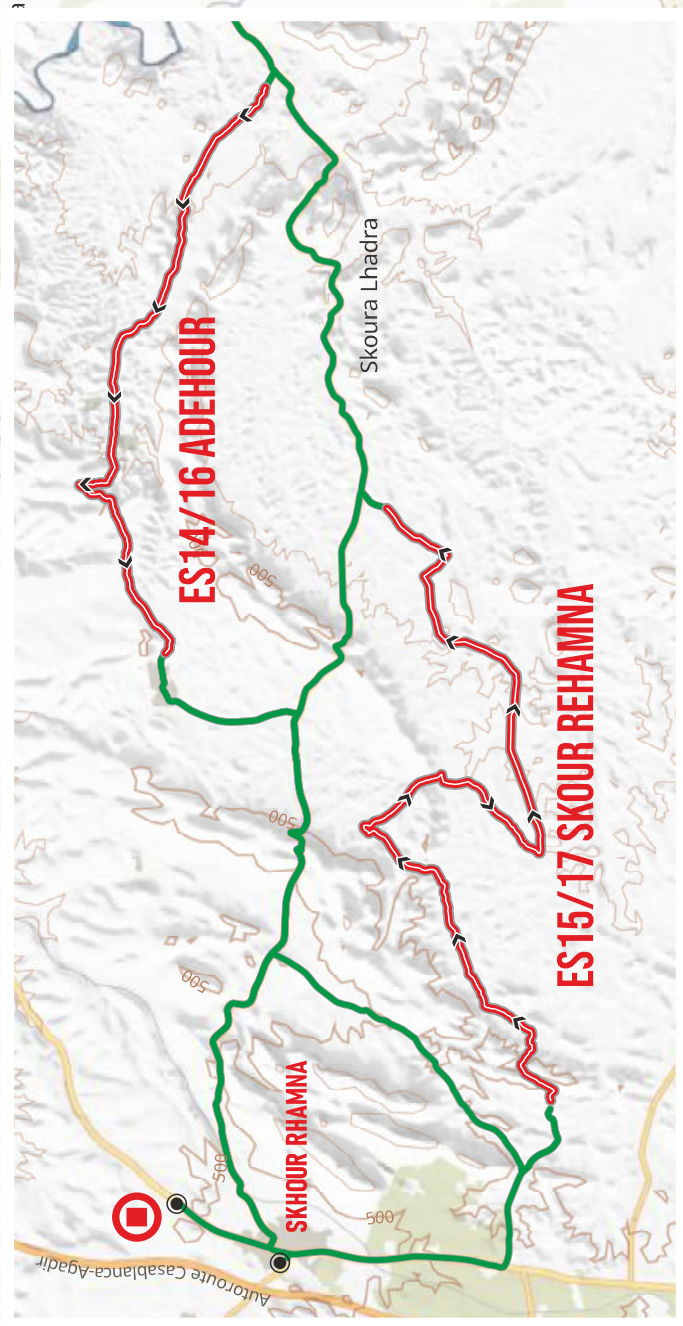 a
ES14/16 ADEHOUR
Skoura Lhadra
500
ES15/17 SKOUR REHAMNA
500
500
SKHOUR RHAMNA
500
500
Autoroute Casablanca-Agadir